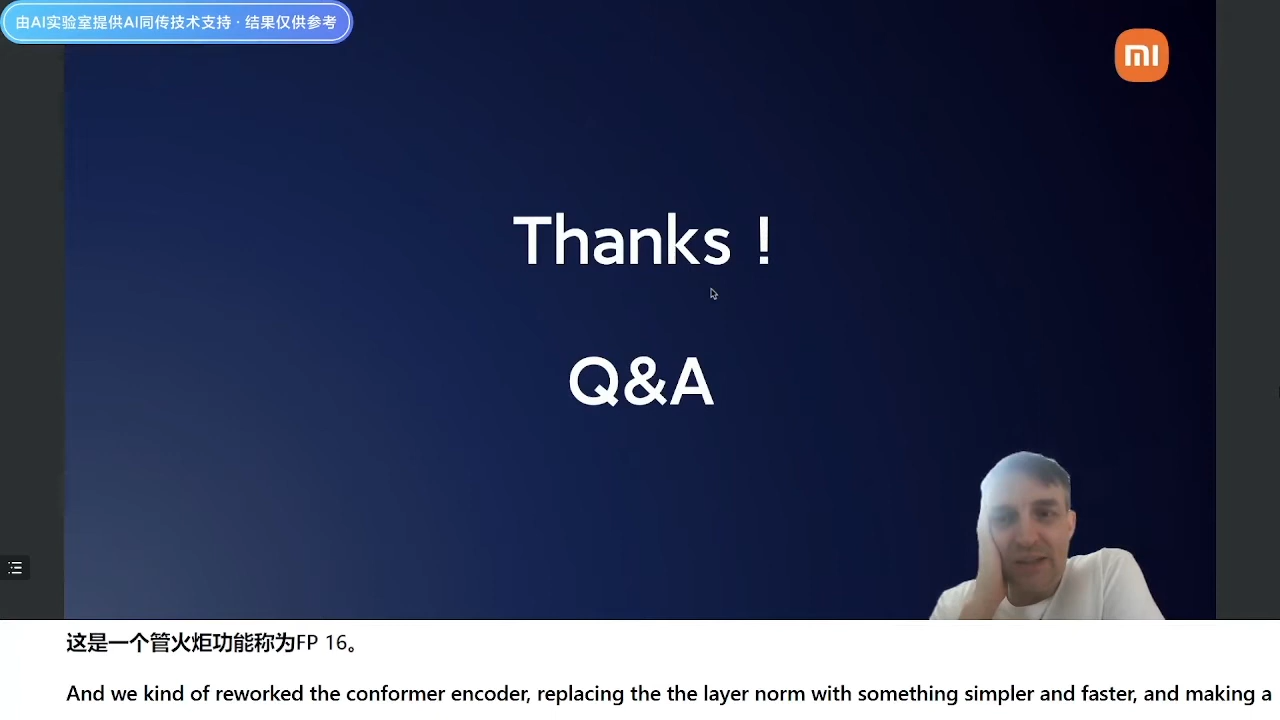 由AI实验室提供AI同传技术支持 · 结果仅供参考
mi
Thanks !
Q&A
这是一个管火炬功能称为FP 16。
And we kind of reworked the conformer encoder, replacing the the layer norm with something simpler and faster, and making a